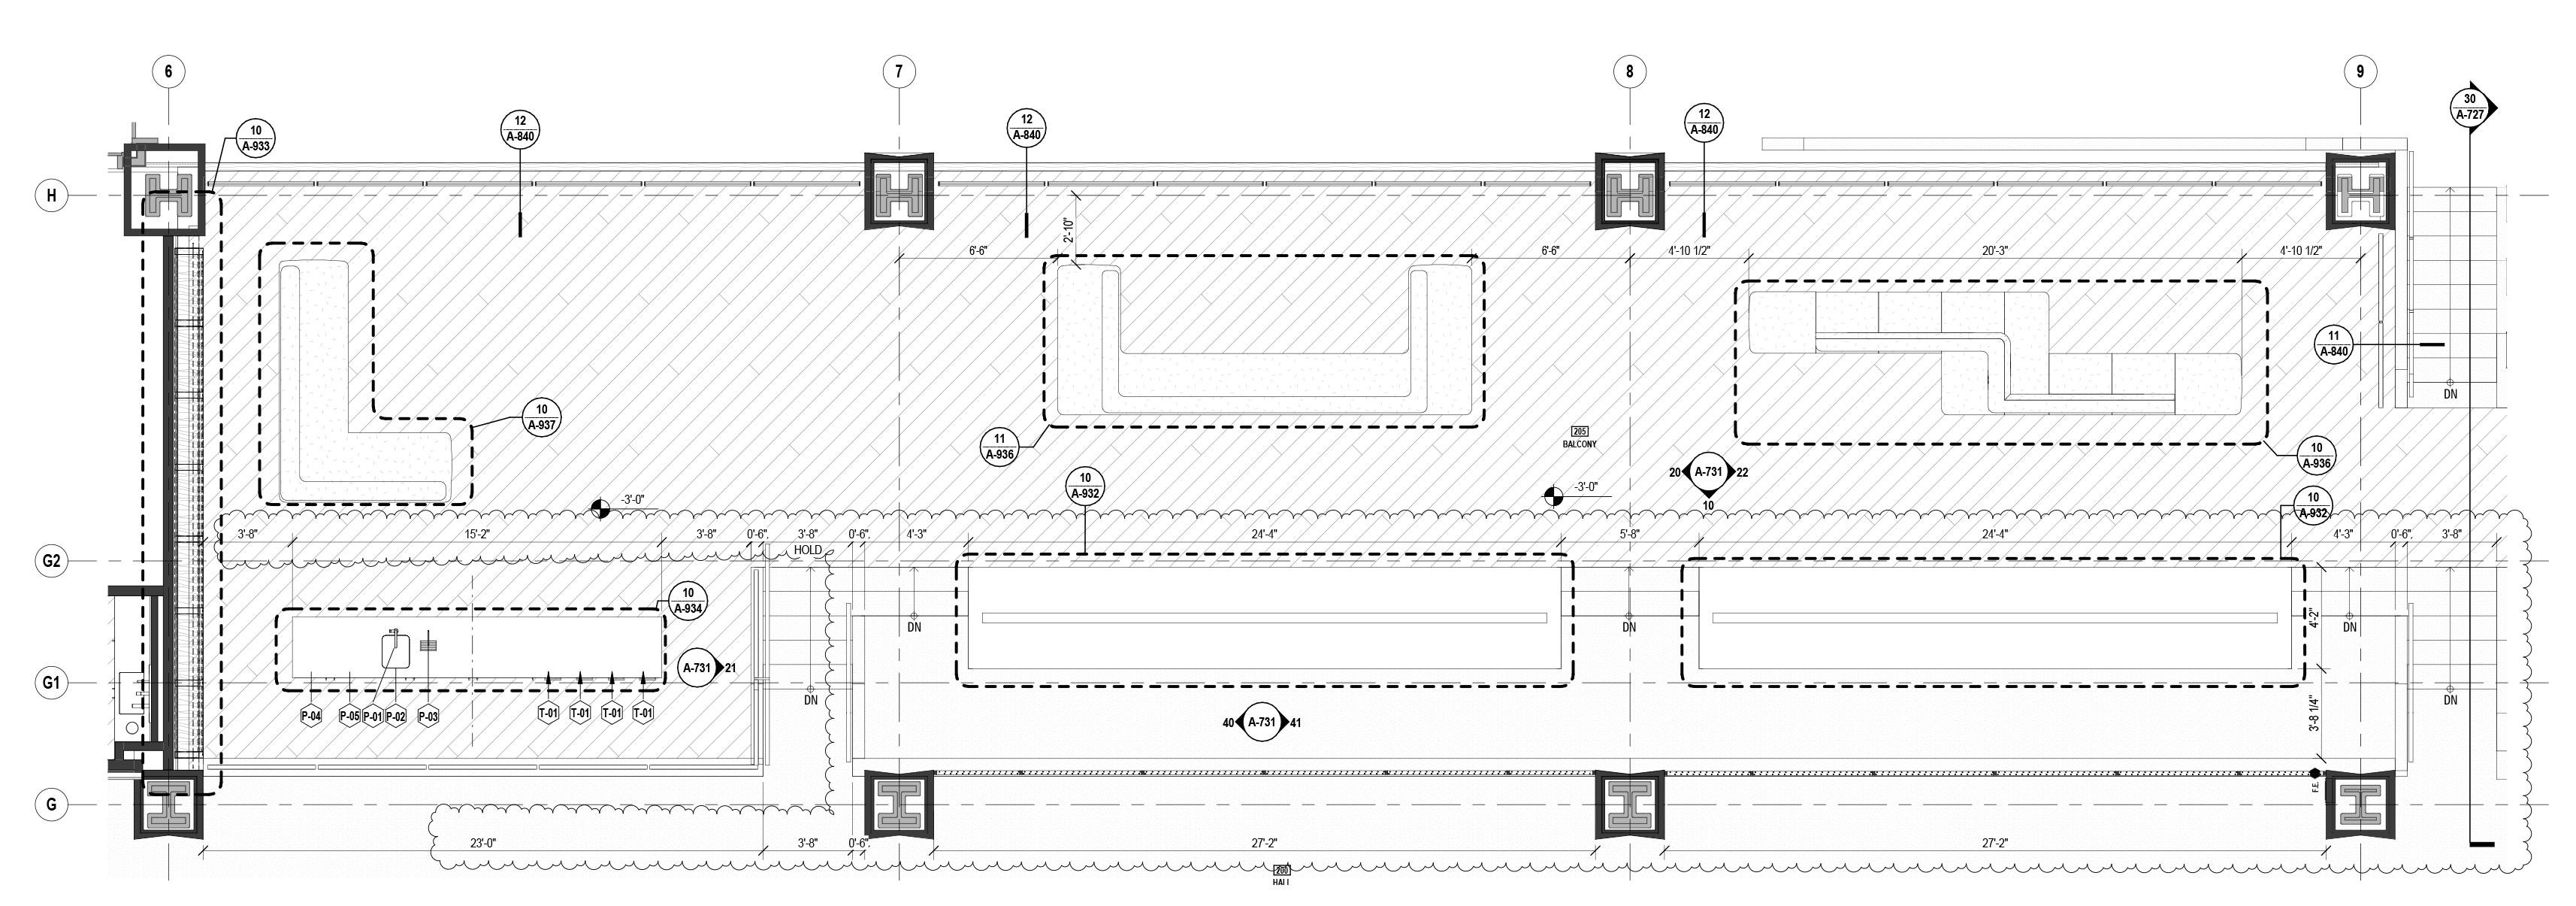 6
7
8
9
30
A-727
10
A-933
12
A-840
12
A-840
12
A-840
H
2'-10"
6'-6"
6'-6"
4'-10 1/2"
20'-3"
4'-10 1/2"
11
A-840
DN
10
A-937
11
A-936
205
BALCONY
10
A-936
20
A-731
22
10
10
A-932
-3'-0"
-3'-0"
10
A-932
3'-8"
15'-2"
3'-8"
0'-6".
3'-8"
0'-6".
4'-3"
24'-4"
5'-8"
24'-4"
4'-3"
0'-6".
3'-8"
HOLD
G2
10
A-934
DN
DN
DN
4'-2"
A-731
21
G1
DN
DN
P-04
P-05
P-01
P-02
P-03
T-01
T-01
T-01
T-01
40
A-731
41
3'-8 1/4"
F.E.
G
23'-0"
3'-8"
0'-6".
27'-2"
27'-2"
200
HALL